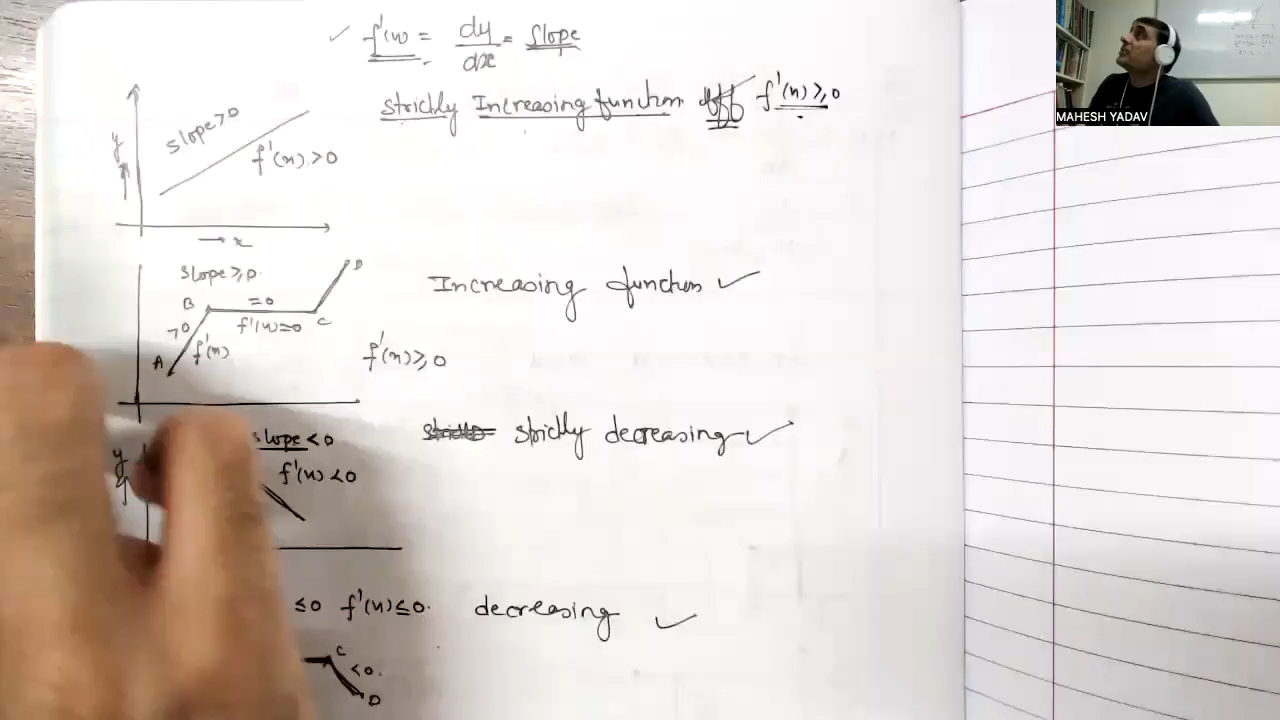 ✓ f'(x) = dy/dx = slope
strictly Increasing function f'(x) ≥ 0
MAHESH YADAV
slope > 0
y
f'(x) > 0
→ x
slope ≥ 0
D
B = 0
Increasing function ✓
f'(x) = 0 C
> 0
A f'(x)
f'(x) ≥ 0
slope < 0
strictly decreasing ✓
y
f'(x) < 0
≤ 0 f'(x) ≤ 0. decreasing ✓
C
< 0.
D